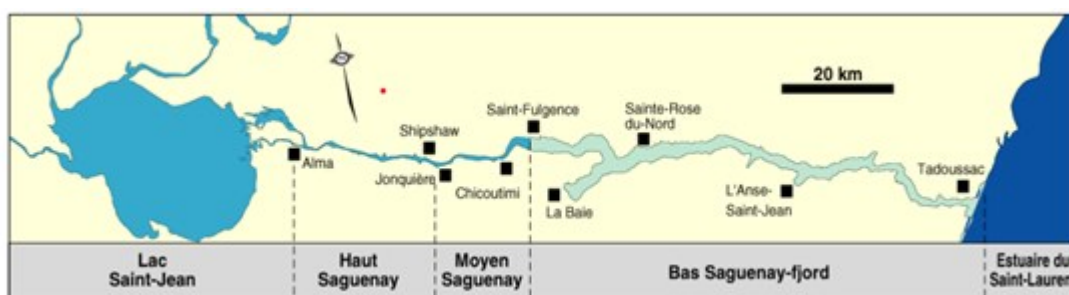 20 km
Saint-Fulgence
Sainte-Rose
du-Nord
Shipshaw
Alma
Jonquière
Chicoutimi
La Baie
L'Anse-
Saint-Jean
Tadoussac
Lac
Saint-Jean
Haut
Saguenay
Moyen
Saguenay
Bas Saguenay-fjord
Estuaire du
Saint-Lauren